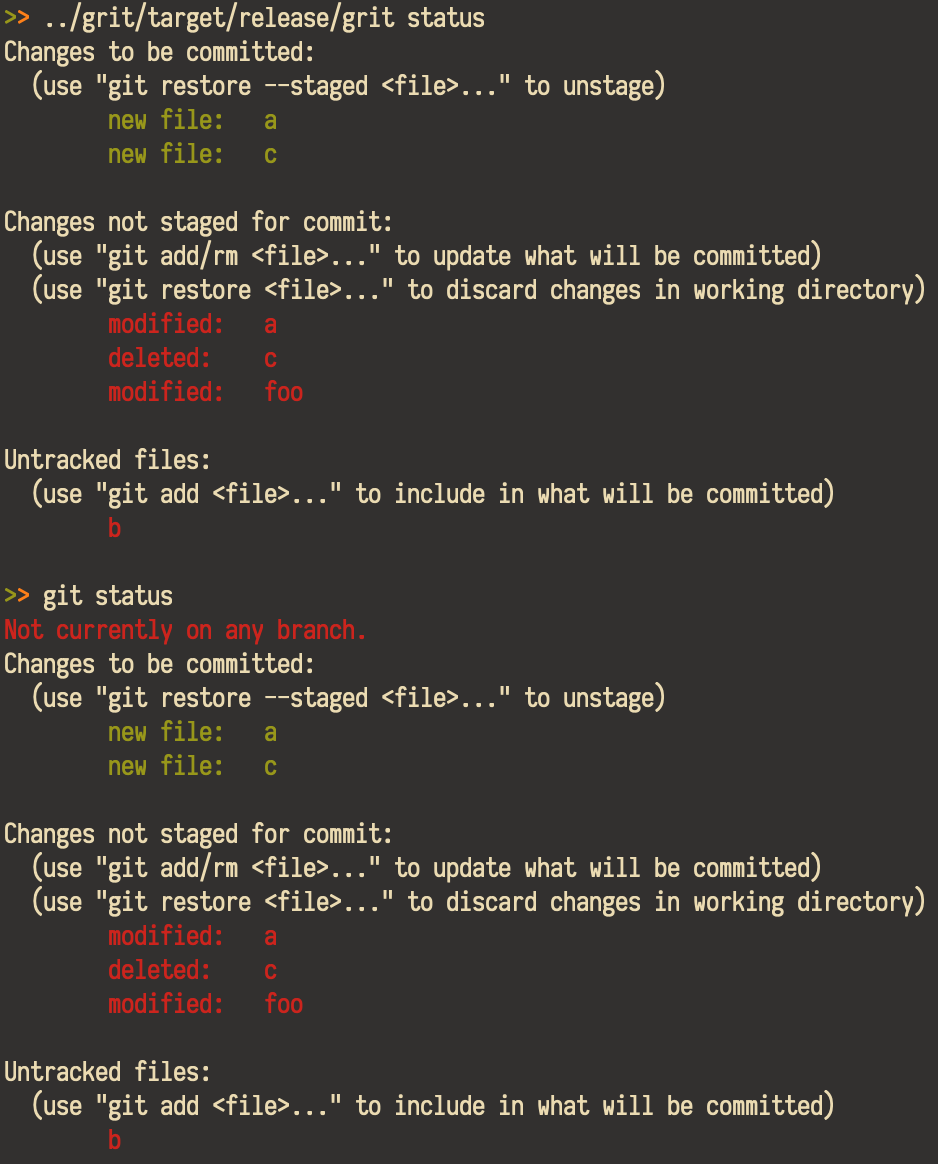 >> ../grit/target/release/grit status
Changes to be committed:
  (use "git restore --staged <file>..." to unstage)
        new file:   a
        new file:   c

Changes not staged for commit:
  (use "git add/rm <file>..." to update what will be committed)
  (use "git restore <file>..." to discard changes in working directory)
        modified:   a
        deleted:    c
        modified:   foo

Untracked files:
  (use "git add <file>..." to include in what will be committed)
        b

>> git status
Not currently on any branch.
Changes to be committed:
  (use "git restore --staged <file>..." to unstage)
        new file:   a
        new file:   c

Changes not staged for commit:
  (use "git add/rm <file>..." to update what will be committed)
  (use "git restore <file>..." to discard changes in working directory)
        modified:   a
        deleted:    c
        modified:   foo

Untracked files:
  (use "git add <file>..." to include in what will be committed)
        b